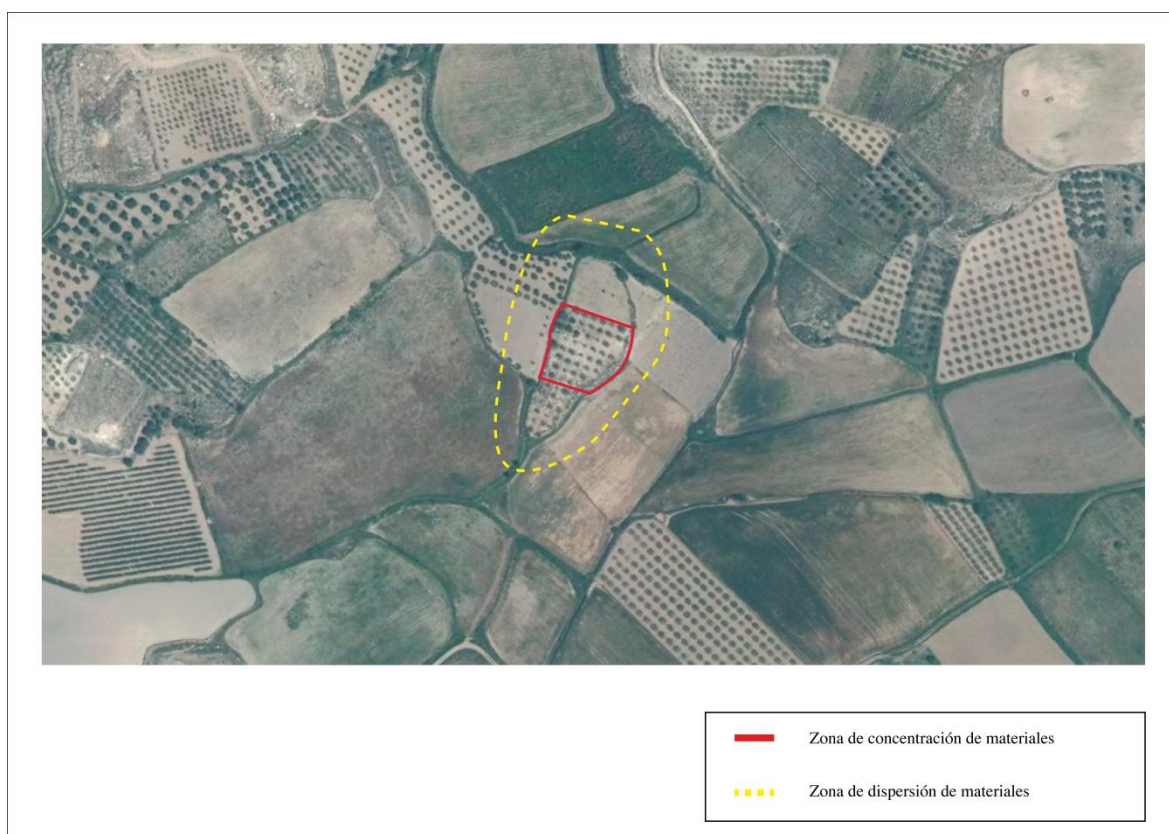 Zona de concentración de materiales
Zona de dispersión de materiales